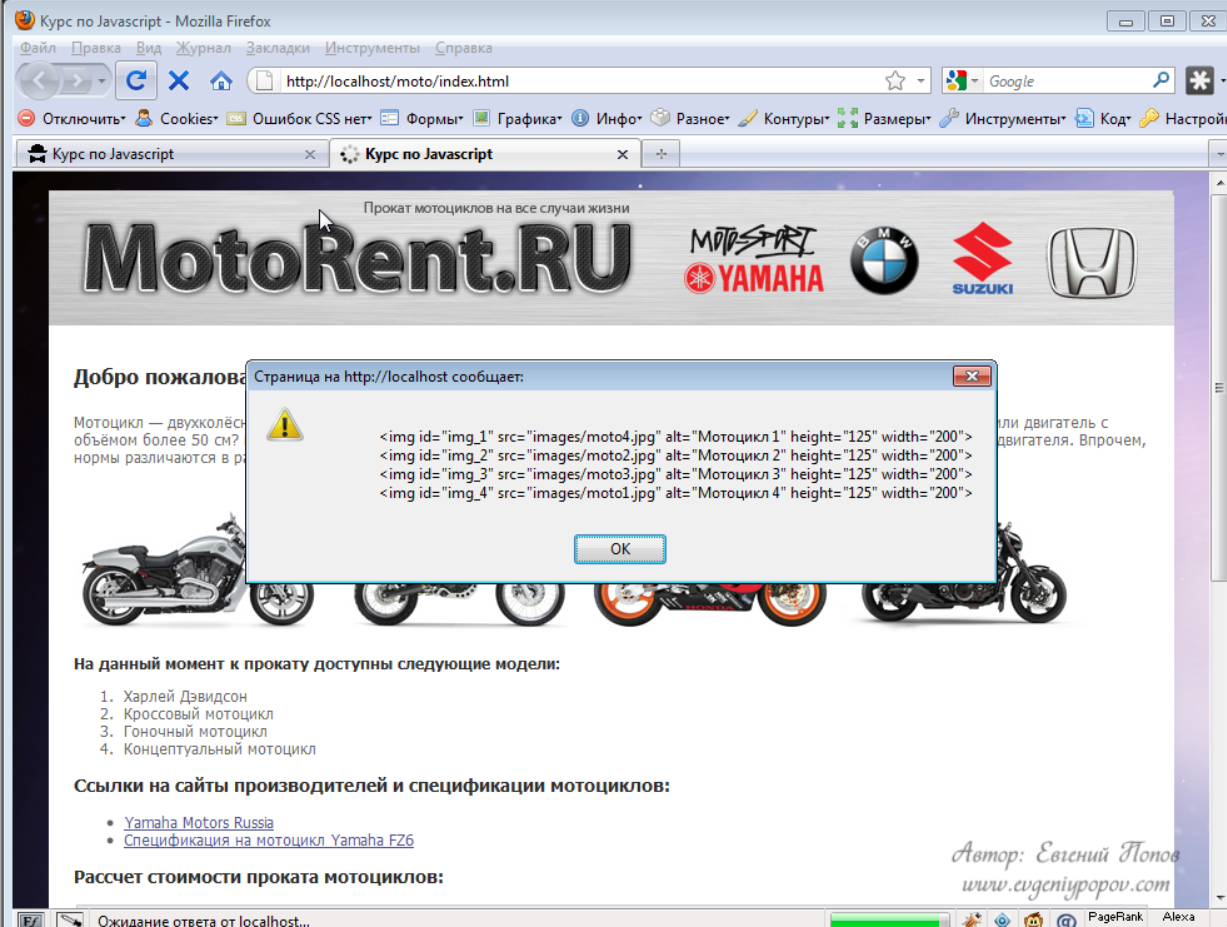 Курс по Javascript - Mozilla Firefox
Файл Правка Вид Журнал Закладки Инструменты Справка
http://localhost/moto/index.html
Google
Отключить Cookies CSS Ошибок CSS нет Формы Графика Инфо Разное Контуры Размеры Инструменты Код Настрой
Курс по Javascript
Курс по Javascript
Прокат мотоциклов на все случаи жизни
MotoRent.RU
MOTOSPORT
YAMAHA
BMW
SUZUKI
Добро пожалова
Страница на http://localhost сообщает:
Мотоцикл — двухколёсн
или двигатель с
объёмом более 50 см?
двигателя. Впрочем,
нормы различаются в ра
<img id="img_1" src="images/moto4.jpg" alt="Мотоцикл 1" height="125" width="200">
<img id="img_2" src="images/moto2.jpg" alt="Мотоцикл 2" height="125" width="200">
<img id="img_3" src="images/moto3.jpg" alt="Мотоцикл 3" height="125" width="200">
<img id="img_4" src="images/moto1.jpg" alt="Мотоцикл 4" height="125" width="200">
OK
HONDA
На данный момент к прокату доступны следующие модели:
1. Харлей Дэвидсон
2. Кроссовый мотоцикл
3. Гоночный мотоцикл
4. Концептуальный мотоцикл
Ссылки на сайты производителей и спецификации мотоциклов:
• Yamaha Motors Russia
• Спецификация на мотоцикл Yamaha FZ6
Автор: Евгений Попов
www.evgeniypopov.com
Рассчет стоимости проката мотоциклов:
Ожидание ответа от localhost...
PageRank Alexa